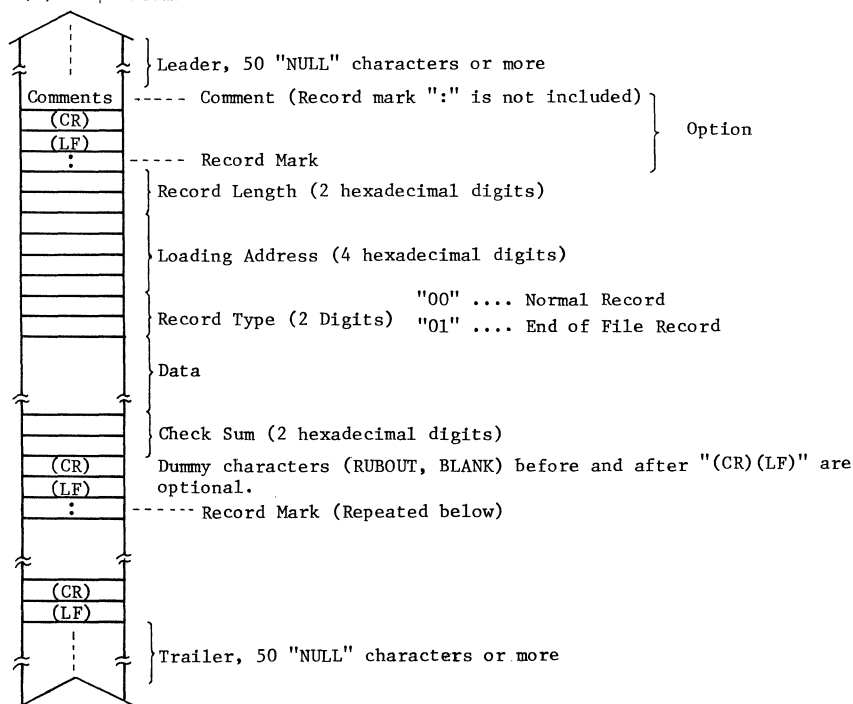 Leader, 50 "NULL" characters or more
Comments ----- Comment (Record mark ":" is not included)
(CR)
Option
(LF)
: ----- Record Mark
Record Length (2 hexadecimal digits)
Loading Address (4 hexadecimal digits)
"00" .... Normal Record
Record Type (2 Digits)
"01" .... End of File Record
Data
Check Sum (2 hexadecimal digits)
(CR) Dummy characters (RUBOUT, BLANK) before and after "(CR)(LF)" are
(LF) optional.
: ------ Record Mark (Repeated below)
(CR)
(LF)
Trailer, 50 "NULL" characters or more